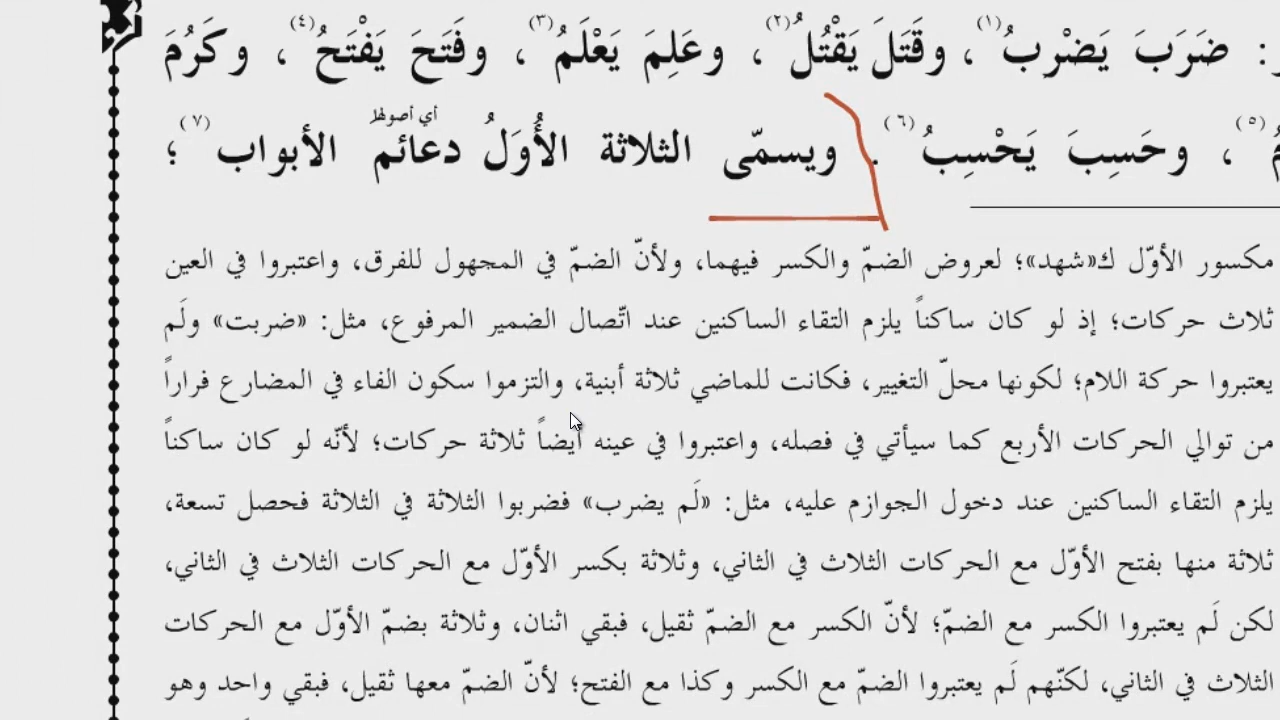 : ضَرَبَ يَضْرِبُ(١)، وقَتَلَ يَقْتُلُ(٢)، وعَلِمَ يَعْلَمُ(٣)، وفَتَحَ يَفْتَحُ(٤)، وكَرُمَ
(٥)، وحَسِبَ يَحْسِبُ(٦). ويسمّى الثلاثة الأُوَلُ دعائم الأبواب(٧)؛
أي أصولها
مكسور الأوّل ك«شهد»؛ لعروض الضمّ والكسر فيهما، ولأنّ الضمّ في المجهول للفرق، واعتبروا في العين
ثلاث حركات؛ إذ لو كان ساكناً يلزم التقاء الساكنين عند اتّصال الضمير المرفوع، مثل: «ضربت» ولَم
يعتبروا حركة اللام؛ لكونها محلّ التغيير، فكانت للماضي ثلاثة أبنية، والتزموا سكون الفاء في المضارع فراراً
من توالي الحركات الأربع كما سيأتي في فصله، واعتبروا في عينه أيضاً ثلاثة حركات؛ لأنّه لو كان ساكناً
يلزم التقاء الساكنين عند دخول الجوازم عليه، مثل: «لَم يضرب» فضربوا الثلاثة في الثلاثة فحصل تسعة،
ثلاثة منها بفتح الأوّل مع الحركات الثلاث في الثاني، وثلاثة بكسر الأوّل مع الحركات الثلاث في الثاني،
لكن لَم يعتبروا الكسر مع الضمّ؛ لأنّ الكسر مع الضمّ ثقيل، فبقي اثنان، وثلاثة بضمّ الأوّل مع الحركات
الثلاث في الثاني، لكنّهم لَم يعتبروا الضمّ مع الكسر وكذا مع الفتح؛ لأنّ الضمّ معها ثقيل، فبقي واحد وهو